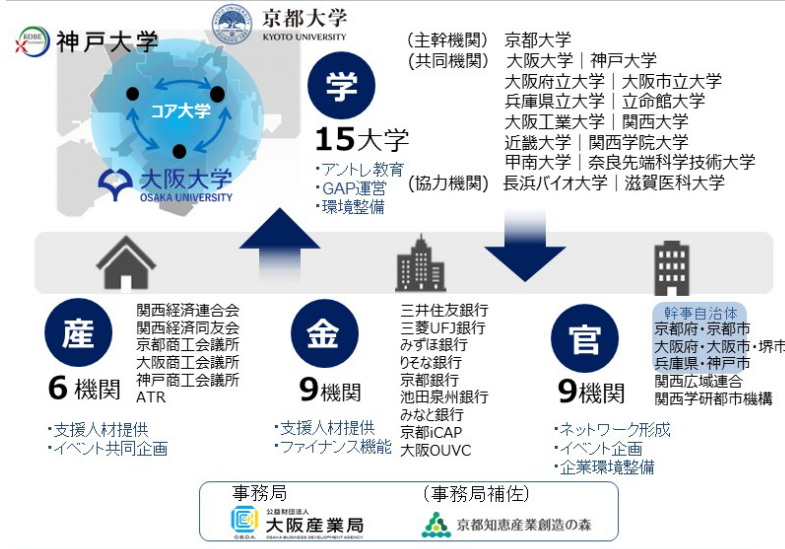 KOBE
神戸大学
京都大学
KYOTO UNIVERSITY
コア大学
大阪大学
OSAKA UNIVERSITY
学
15大学
・アントレ教育
・GAP運営
・環境整備
(主幹機関) 京都大学
(共同機関) 大阪大学｜神戸大学
大阪府立大学｜大阪市立大学
兵庫県立大学｜立命館大学
大阪工業大学｜関西大学
近畿大学｜関西学院大学
甲南大学｜奈良先端科学技術大学
(協力機関) 長浜バイオ大学｜滋賀医科大学
産
6機関
関西経済連合会
関西経済同友会
京都商工会議所
大阪商工会議所
神戸商工会議所
ATR
・支援人材提供
・イベント共同企画
金
9機関
三井住友銀行
三菱UFJ銀行
みずほ銀行
りそな銀行
京都銀行
池田泉州銀行
みなと銀行
京都iCAP
大阪OUVC
・支援人材提供
・ファイナンス機能
官
9機関
幹事自治体
京都府・京都市
大阪府・大阪市・堺市
兵庫県・神戸市
関西広域連合
関西学研都市機構
・ネットワーク形成
・イベント企画
・企業環境整備
事務局
公益財団法人
大阪産業局
O.B.D.A. OSAKA BUSINESS DEVELOPMENT AGENCY
(事務局補佐)
京都知恵産業創造の森